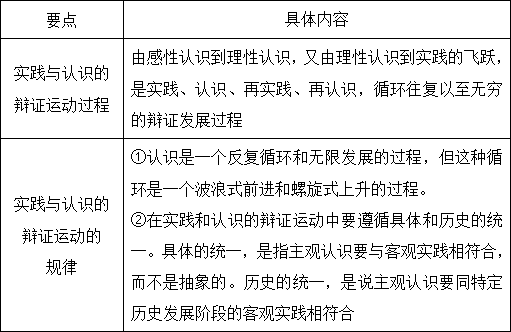 要点
具体内容
实践与认识的
辩证运动过程
由感性认识到理性认识，又由理性认识到实践的飞跃，
是实践、认识、再实践、再认识，循环往复以至无穷
的辩证发展过程
实践与认识的
辩证运动的
规律
①认识是一个反复循环和无限发展的过程，但这种循
环是一个波浪式前进和螺旋式上升的过程。
②在实践和认识的辩证运动中要遵循具体和历史的统
一。具体的统一，是指主观认识要与客观实践相符合，
而不是抽象的。历史的统一，是说主观认识要同特定
历史发展阶段的客观实践相符合